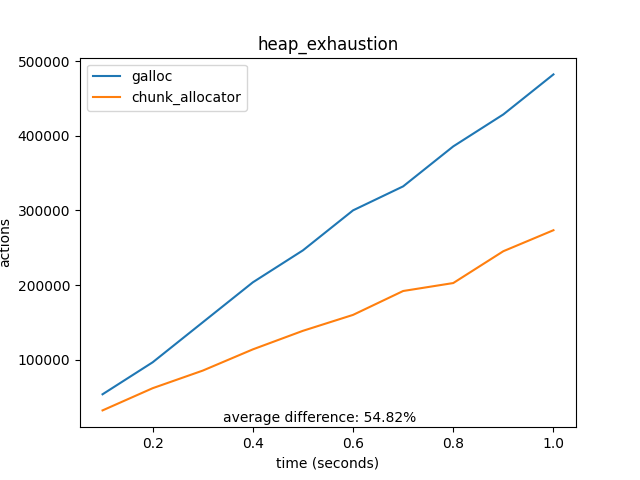 heap_exhaustion
galloc
chunk_allocator
500000
400000
300000
200000
100000
actions
average difference: 54.82%
0.2 0.4 0.6 0.8 1.0
time (seconds)